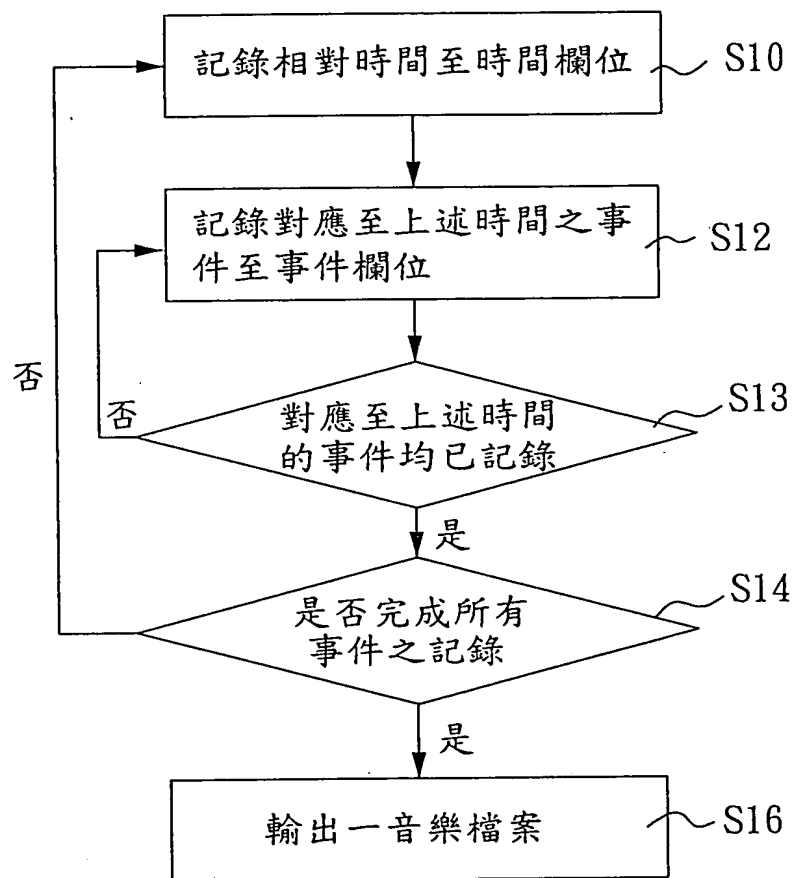 記錄相對時間至時間欄位
S10
記錄對應至上述時間之事
件至事件欄位
S12
否
否
對應至上述時間
的事件均已記錄
S13
是
是否完成所有
事件之記錄
S14
是
輸出一音樂檔案
S16